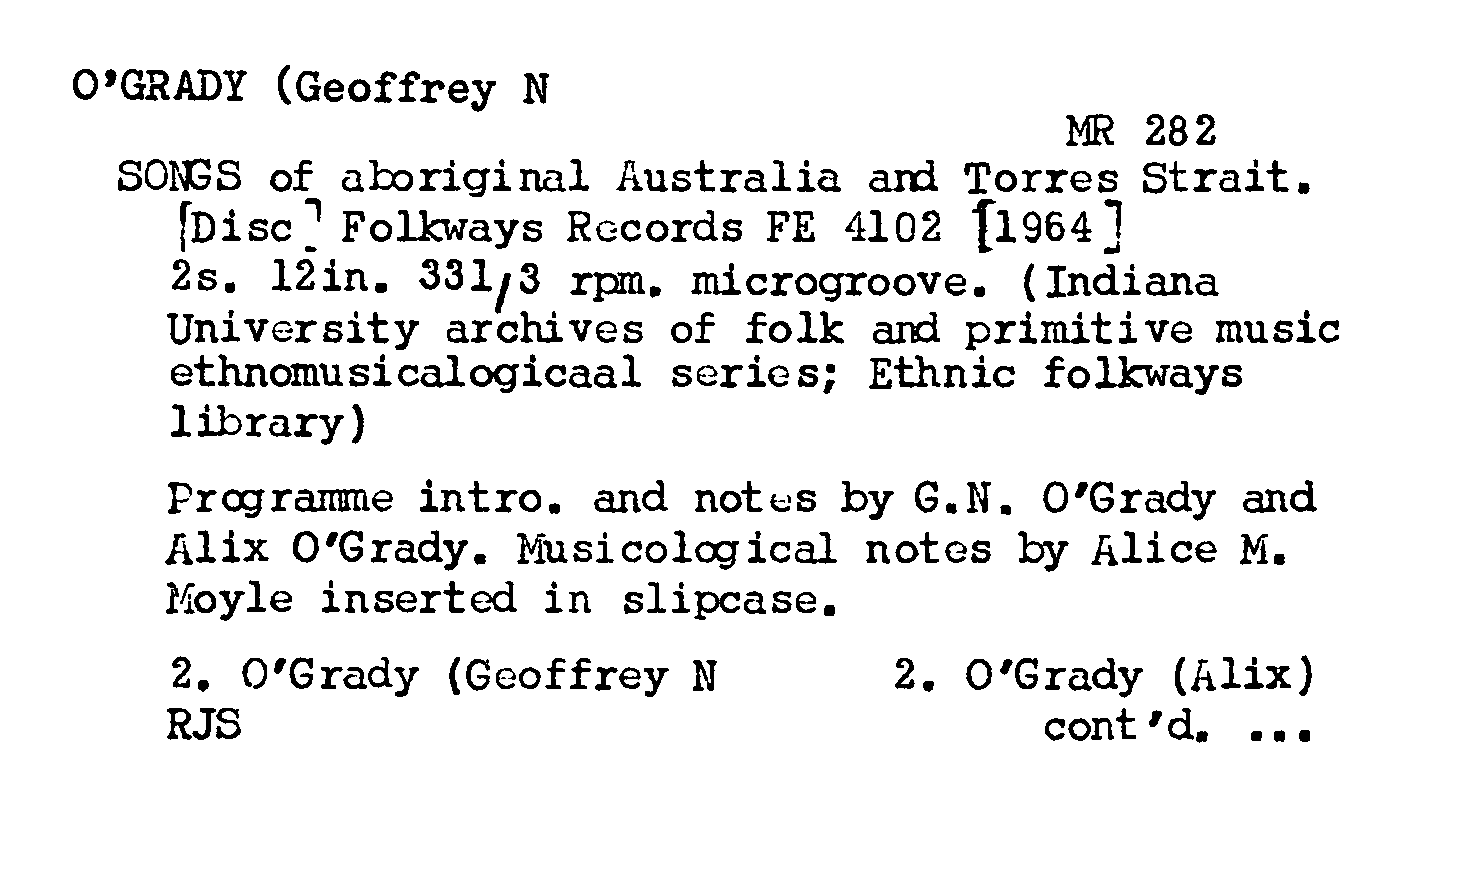 O'GRADY (Geoffrey N
MR 282
SONGS of aboriginal Australia and Torres Strait.
[Disc] Folkways Records FE 4102 [1964]
2s. 12in. 331/3 rpm. microgroove. (Indiana
University archives of folk and primitive music
ethnomusicalogicaal series; Ethnic folkways
library)
Programme intro. and notes by G.N. O'Grady and
Alix O'Grady. Musicological notes by Alice M.
Moyle inserted in slipcase.
2. O'Grady (Geoffrey N 2. O'Grady (Alix)
RJS cont'd. ...